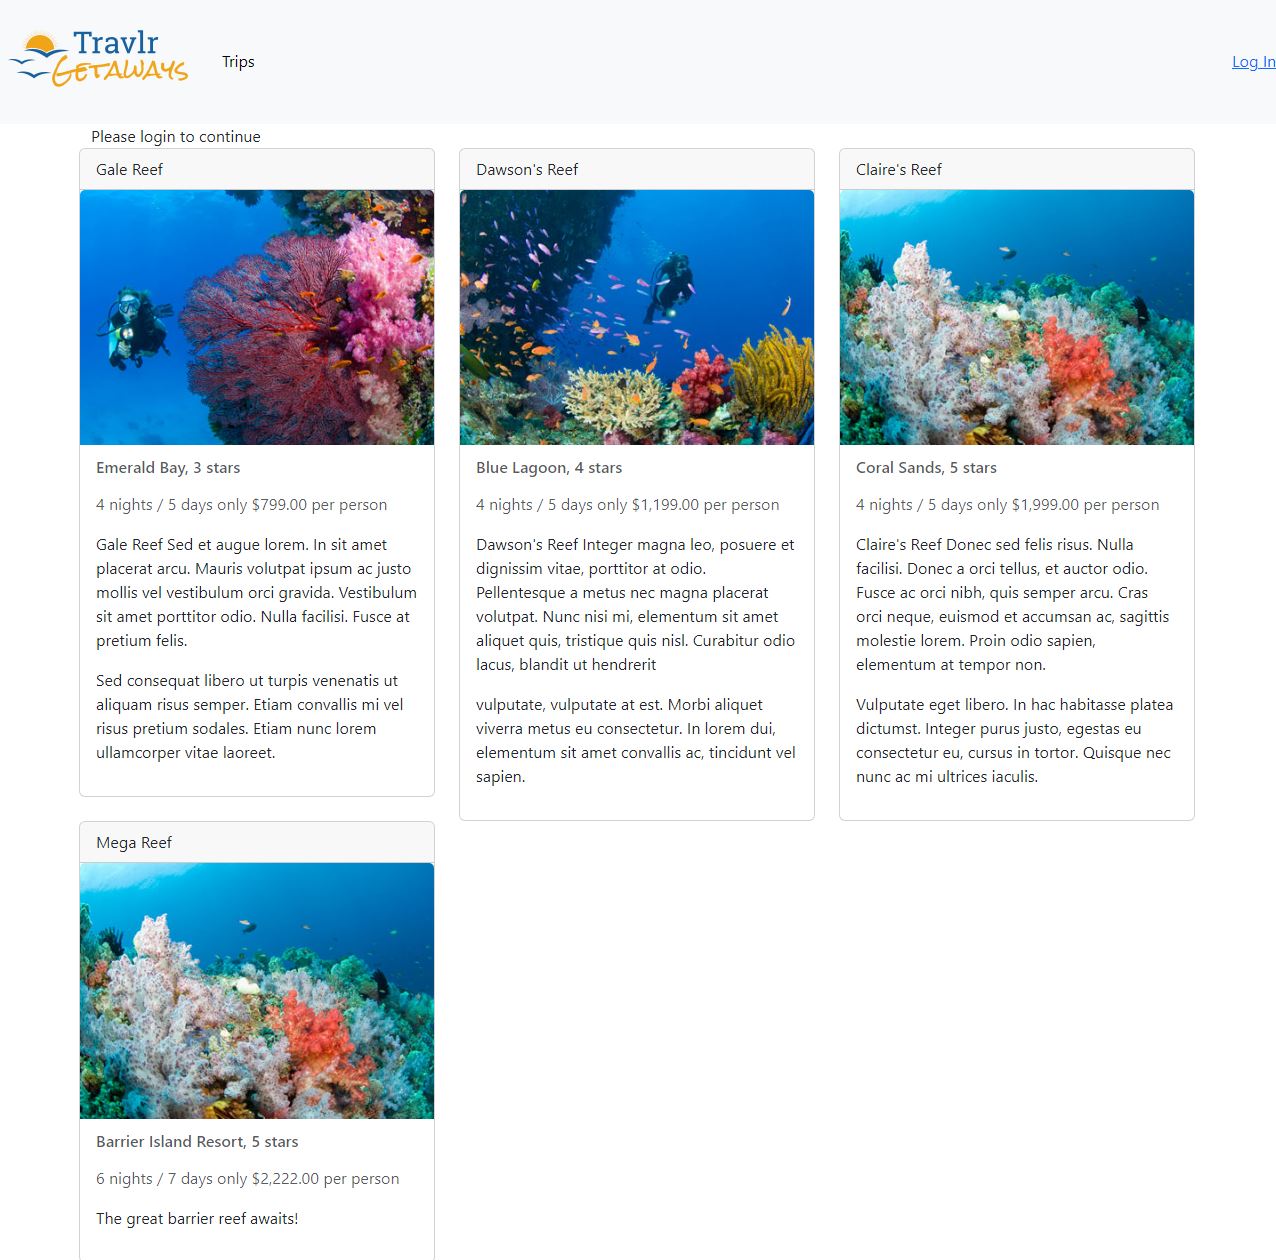 Travlr
Getaways
Trips
Log In
Please login to continue
Gale Reef
Emerald Bay, 3 stars
4 nights / 5 days only $799.00 per person
Gale Reef Sed et augue lorem. In sit amet
placerat arcu. Mauris volutpat ipsum ac justo
mollis vel vestibulum orci gravida. Vestibulum
sit amet porttitor odio. Nulla facilisi. Fusce at
pretium felis.
Sed consequat libero ut turpis venenatis ut
aliquam risus semper. Etiam convallis mi vel
risus pretium sodales. Etiam nunc lorem
ullamcorper vitae laoreet.
Dawson's Reef
Blue Lagoon, 4 stars
4 nights / 5 days only $1,199.00 per person
Dawson's Reef Integer magna leo, posuere et
dignissim vitae, porttitor at odio.
Pellentesque a metus nec magna placerat
volutpat. Nunc nisi mi, elementum sit amet
aliquet quis, tristique quis nisl. Curabitur odio
lacus, blandit ut hendrerit
vulputate, vulputate at est. Morbi aliquet
viverra metus eu consectetur. In lorem dui,
elementum sit amet convallis ac, tincidunt vel
sapien.
Claire's Reef
Coral Sands, 5 stars
4 nights / 5 days only $1,999.00 per person
Claire's Reef Donec sed felis risus. Nulla
facilisi. Donec a orci tellus, et auctor odio.
Fusce ac orci nibh, quis semper arcu. Cras
orci neque, euismod et accumsan ac, sagittis
molestie lorem. Proin odio sapien,
elementum at tempor non.
Vulputate eget libero. In hac habitasse platea
dictumst. Integer purus justo, egestas eu
consectetur eu, cursus in tortor. Quisque nec
nunc ac mi ultrices iaculis.
Mega Reef
Barrier Island Resort, 5 stars
6 nights / 7 days only $2,222.00 per person
The great barrier reef awaits!